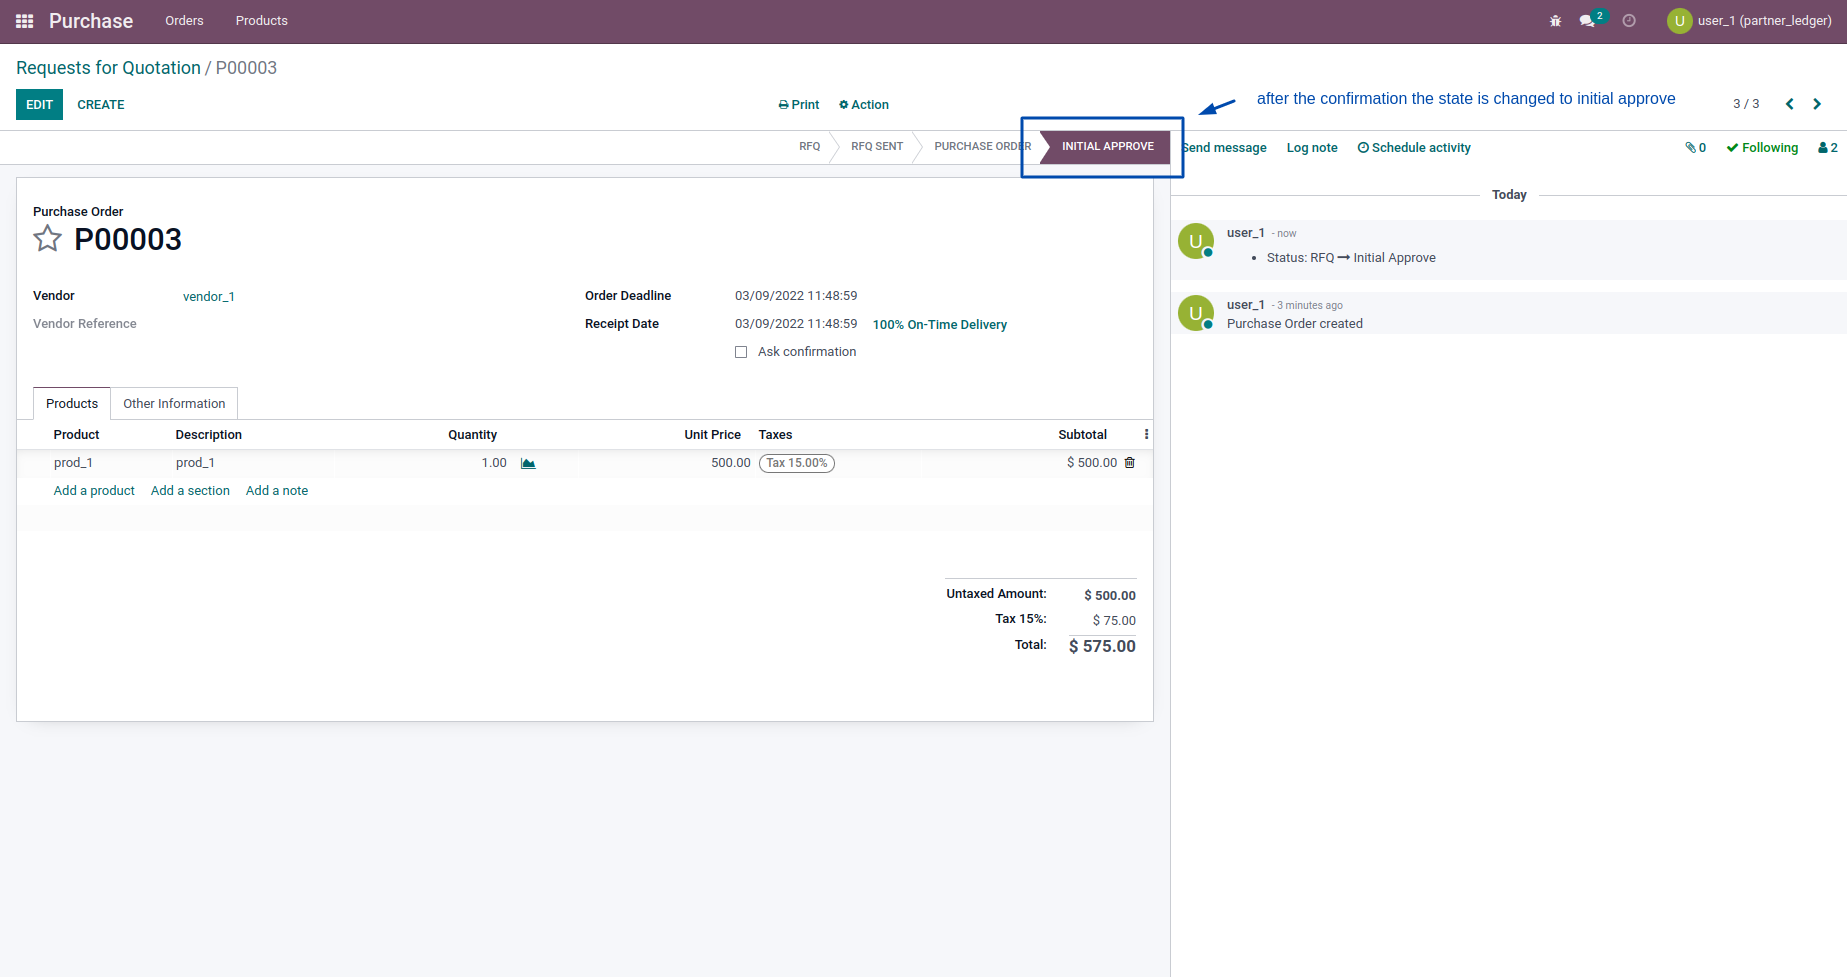 Purchase Orders Products 2 U user_1 (partner_ledger)
Requests for Quotation / P00003
EDIT CREATE Print Action after the confirmation the state is changed to initial approve 3 / 3
RFQ RFQ SENT PURCHASE ORDER INITIAL APPROVE Send message Log note Schedule activity 0 Following 2
Today
Purchase Order
P00003
U user_1 - now
• Status: RFQ → Initial Approve
U user_1 - 3 minutes ago
Purchase Order created
Vendor vendor_1 Order Deadline 03/09/2022 11:48:59
Vendor Reference Receipt Date 03/09/2022 11:48:59 100% On-Time Delivery
Ask confirmation
Products Other Information
Product Description Quantity Unit Price Taxes Subtotal
prod_1 prod_1 1.00 500.00 Tax 15.00% $ 500.00
Add a product Add a section Add a note
Untaxed Amount: $ 500.00
Tax 15%: $ 75.00
Total: $ 575.00